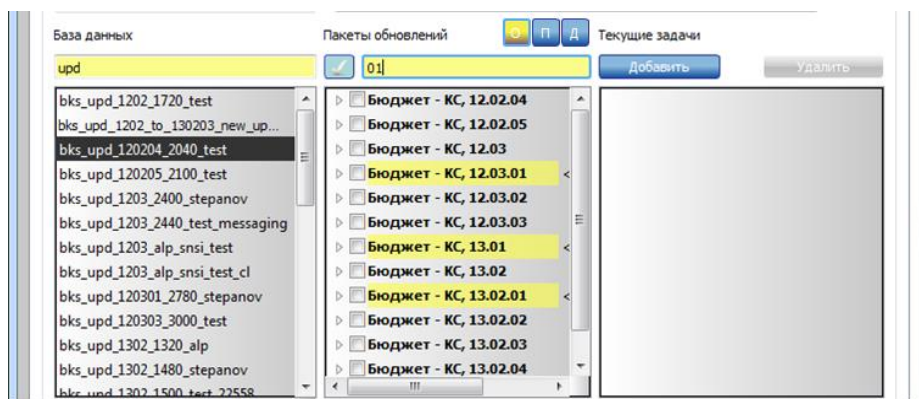 База данных
Пакеты обновлений
О П Д
Текущие задачи
upd
01
Добавить
Удалить
bks_upd_1202_1720_test
bks_upd_1202_to_130203_new_up...
bks_upd_120204_2040_test
bks_upd_120205_2100_test
bks_upd_1203_2400_stepanov
bks_upd_1203_2440_test_messaging
bks_upd_1203_alp_snsi_test
bks_upd_1203_alp_snsi_test_cl
bks_upd_120301_2780_stepanov
bks_upd_120303_3000_test
bks_upd_1302_1320_alp
bks_upd_1302_1480_stepanov
bks_upd_1302_1500_test_22558
Бюджет - КС, 12.02.04
Бюджет - КС, 12.02.05
Бюджет - КС, 12.03
Бюджет - КС, 12.03.01 <
Бюджет - КС, 12.03.02
Бюджет - КС, 12.03.03
Бюджет - КС, 13.01 <
Бюджет - КС, 13.02
Бюджет - КС, 13.02.01 <
Бюджет - КС, 13.02.02
Бюджет - КС, 13.02.03
Бюджет - КС, 13.02.04